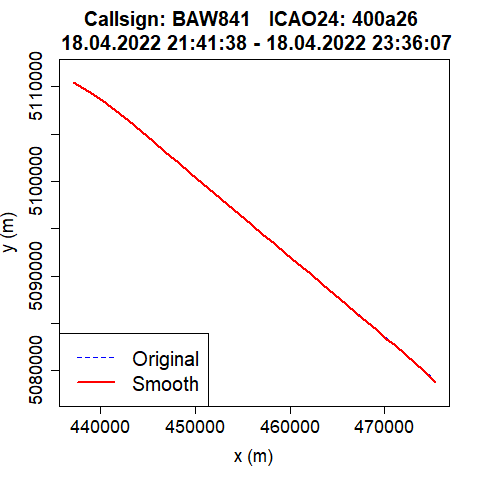 Callsign: BAW841   ICAO24: 400a26
18.04.2022 21:41:38 - 18.04.2022 23:36:07
5110000
5100000
5090000
5080000
y (m)
Original
Smooth
440000 450000 460000 470000
x (m)